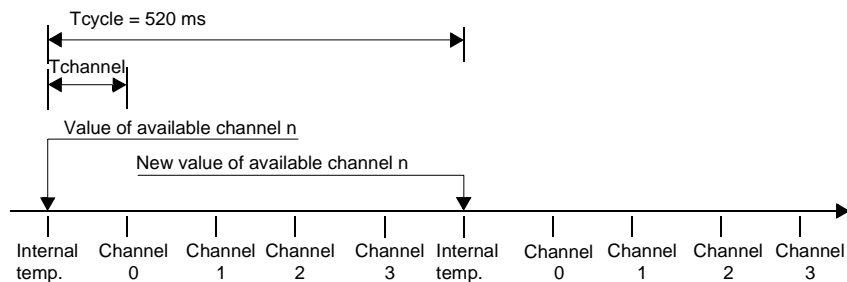 Tcycle = 520 ms
Tchannel
Value of available channel n
New value of available channel n
Internal temp.
Channel 0
Channel 1
Channel 2
Channel 3
Internal temp.
Channel 0
Channel 1
Channel 2
Channel 3